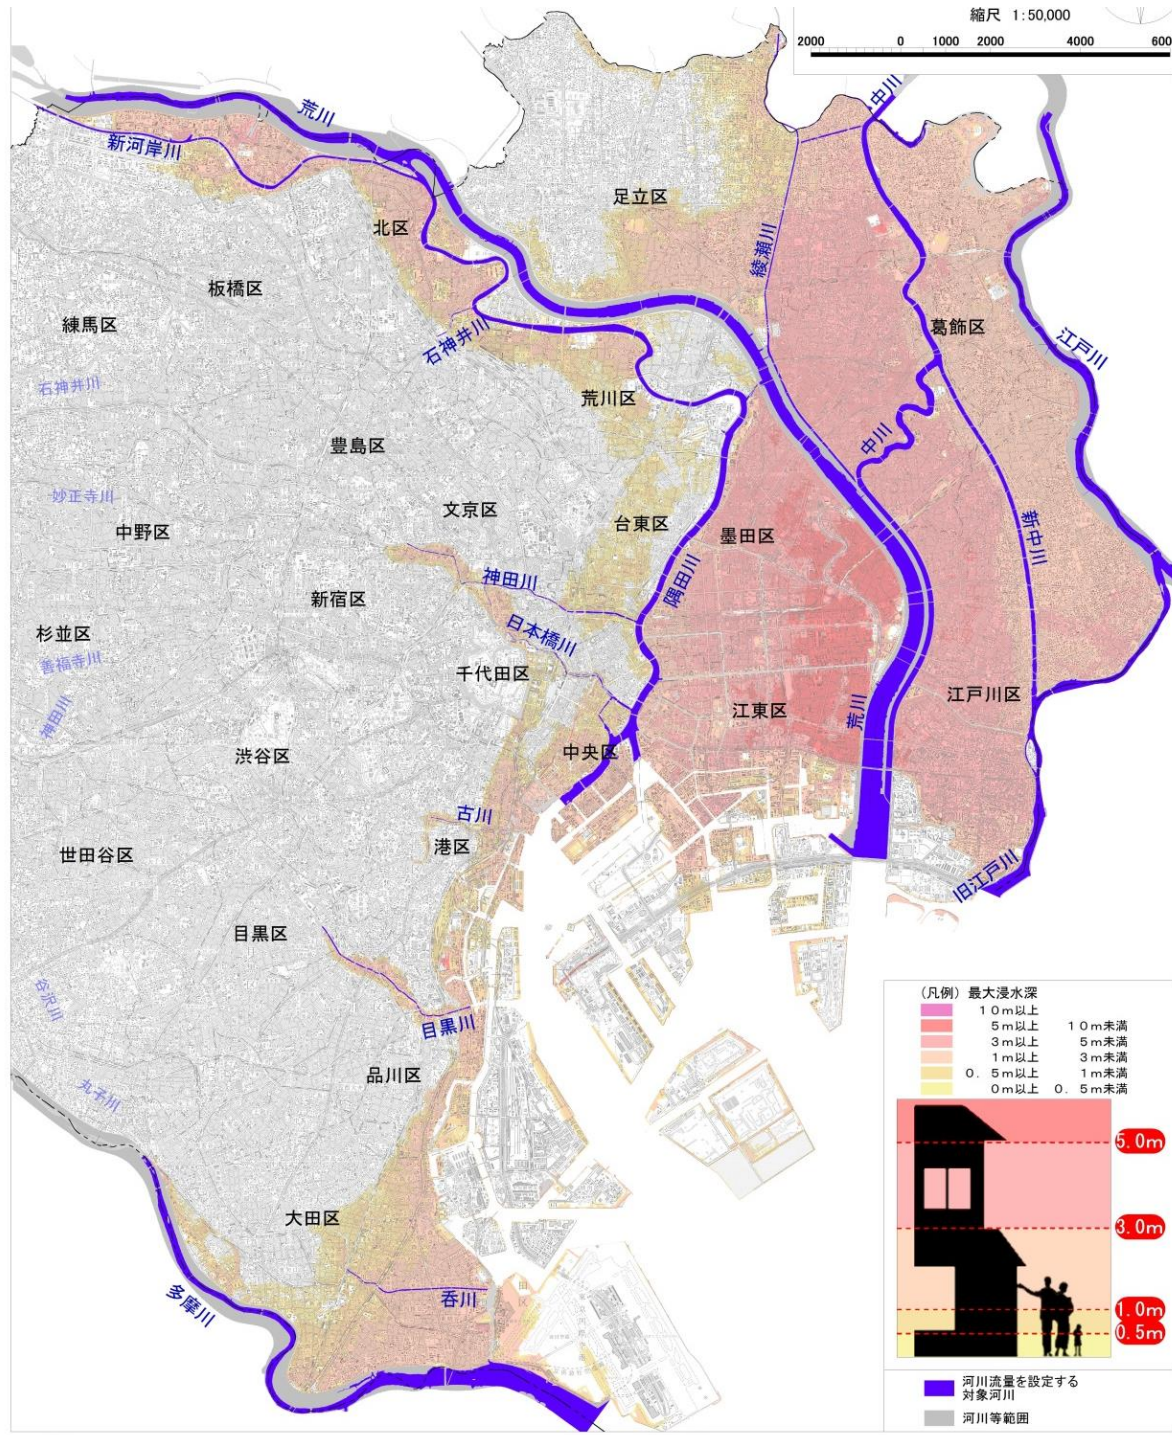 縮尺 1:50,000
2000 0 1000 2000 4000 600
中川
荒川
新河岸川
足立区
北区
綾瀬川
板橋区
練馬区
石神井川
葛飾区
江戸川
石神井川
荒川区
豊島区
中川
妙正寺川
文京区
台東区
中野区
墨田区
新中川
神田川
隅田川
新宿区
日本橋川
杉並区
善福寺川
千代田区
神田川
江東区
荒川
江戸川区
渋谷区
中央区
古川
港区
世田谷区
旧江戸川
目黒区
谷沢川
目黒川
品川区
丸子川
大田区
多摩川
呑川
(凡例) 最大浸水深
10m以上
5m以上 10m未満
3m以上 5m未満
1m以上 3m未満
0.5m以上 1m未満
0m以上 0.5m未満
5.0m
3.0m
1.0m
0.5m
河川流量を設定する
対象河川
河川等範囲